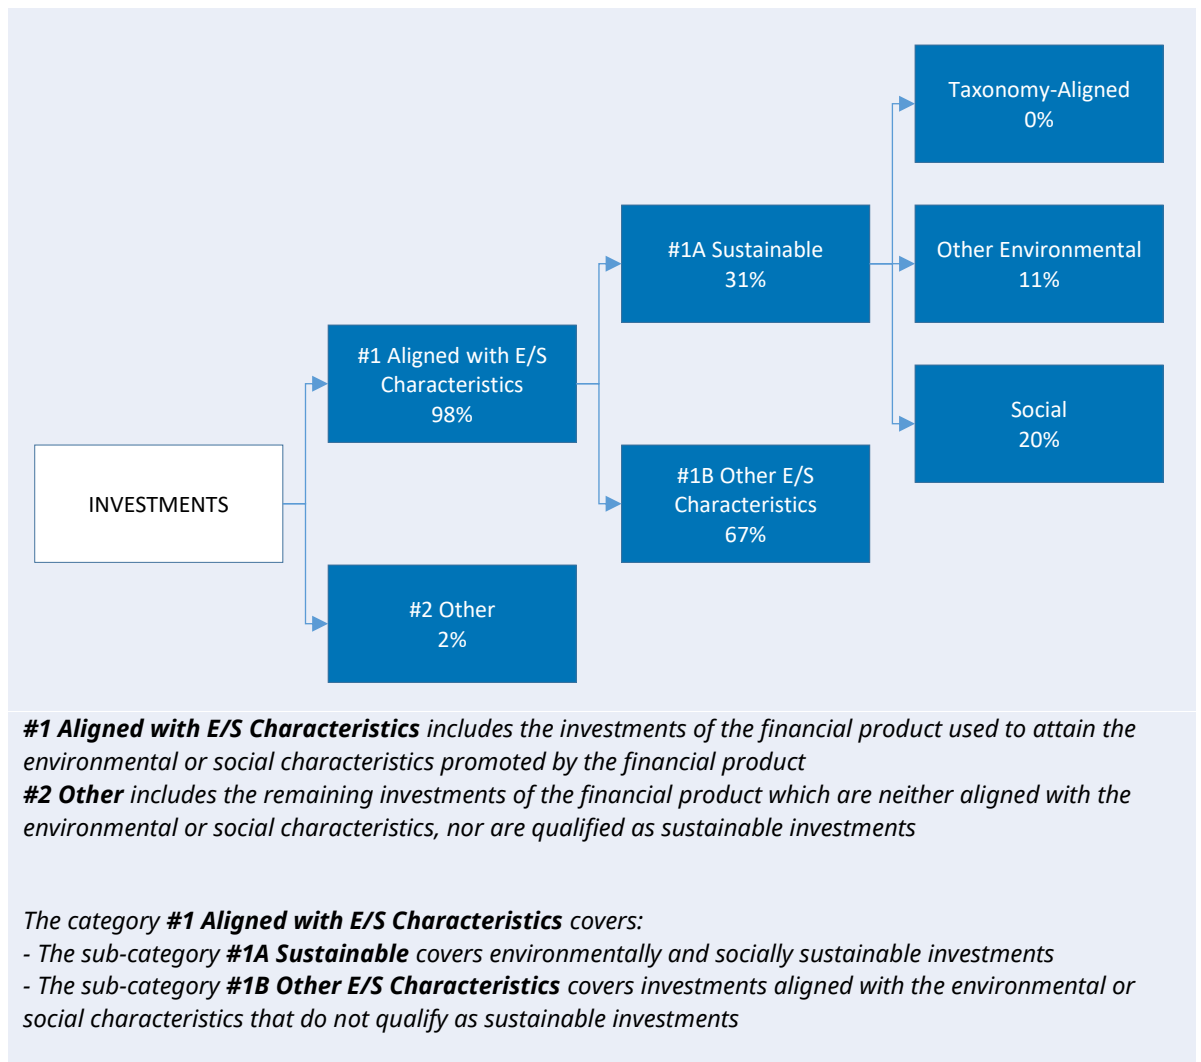 Taxonomy-Aligned
0%
#1A Sustainable
31%
Other Environmental
11%
#1 Aligned with E/S
Characteristics
98%
Social
20%
INVESTMENTS
#1B Other E/S
Characteristics
67%
#2 Other
2%
#1 Aligned with E/S Characteristics includes the investments of the financial product used to attain the
environmental or social characteristics promoted by the financial product
#2 Other includes the remaining investments of the financial product which are neither aligned with the
environmental or social characteristics, nor are qualified as sustainable investments
The category #1 Aligned with E/S Characteristics covers:
- The sub-category #1A Sustainable covers environmentally and socially sustainable investments
- The sub-category #1B Other E/S Characteristics covers investments aligned with the environmental or
social characteristics that do not qualify as sustainable investments